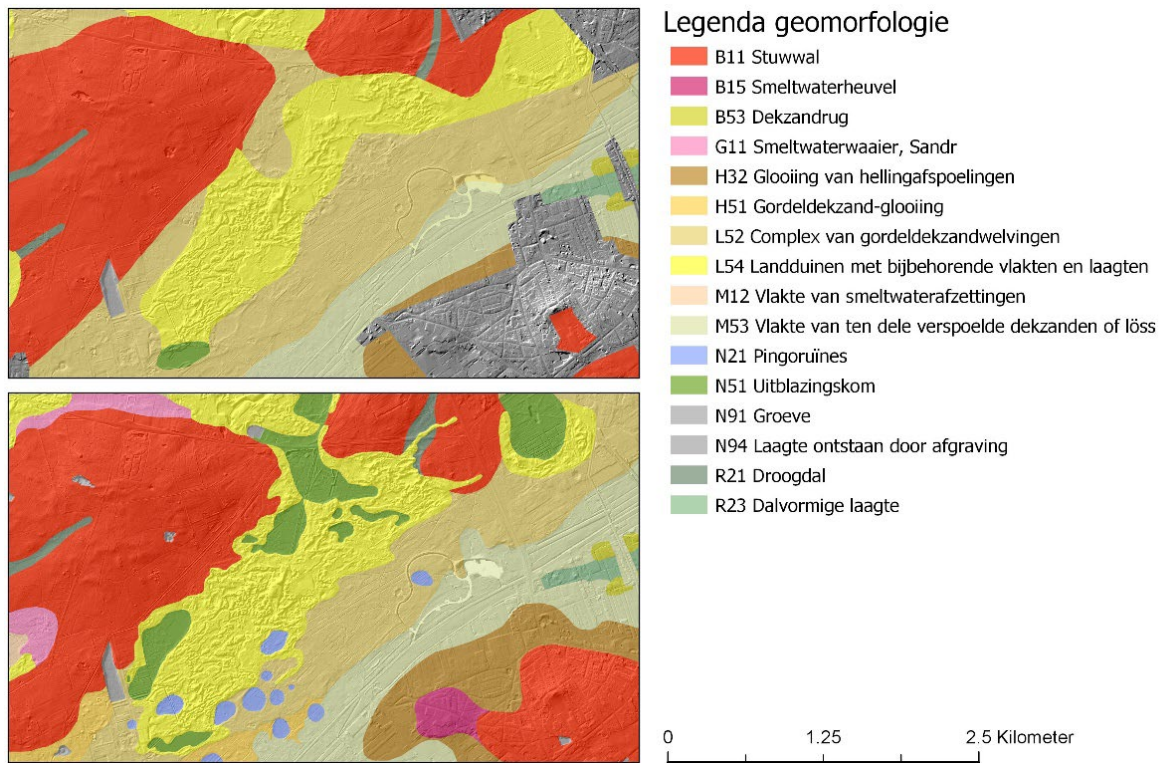 Legenda geomorfologie
B11 Stuwwal
B15 Smeltwaterheuvel
B53 Dekzandrug
G11 Smeltwaterwaaier, Sandr
H32 Glooiing van hellingafspoelingen
H51 Gordeldekzand-glooiing
L52 Complex van gordeldekzandwelvingen
L54 Landduinen met bijbehorende vlakten en laagten
M12 Vlakte van smeltwaterafzettingen
M53 Vlakte van ten dele verspoelde dekzanden of löss
N21 Pingoruïnes
N51 Uitblazingskom
N91 Groeve
N94 Laagte ontstaan door afgraving
R21 Droogdal
R23 Dalvormige laagte
0 1.25 2.5 Kilometer